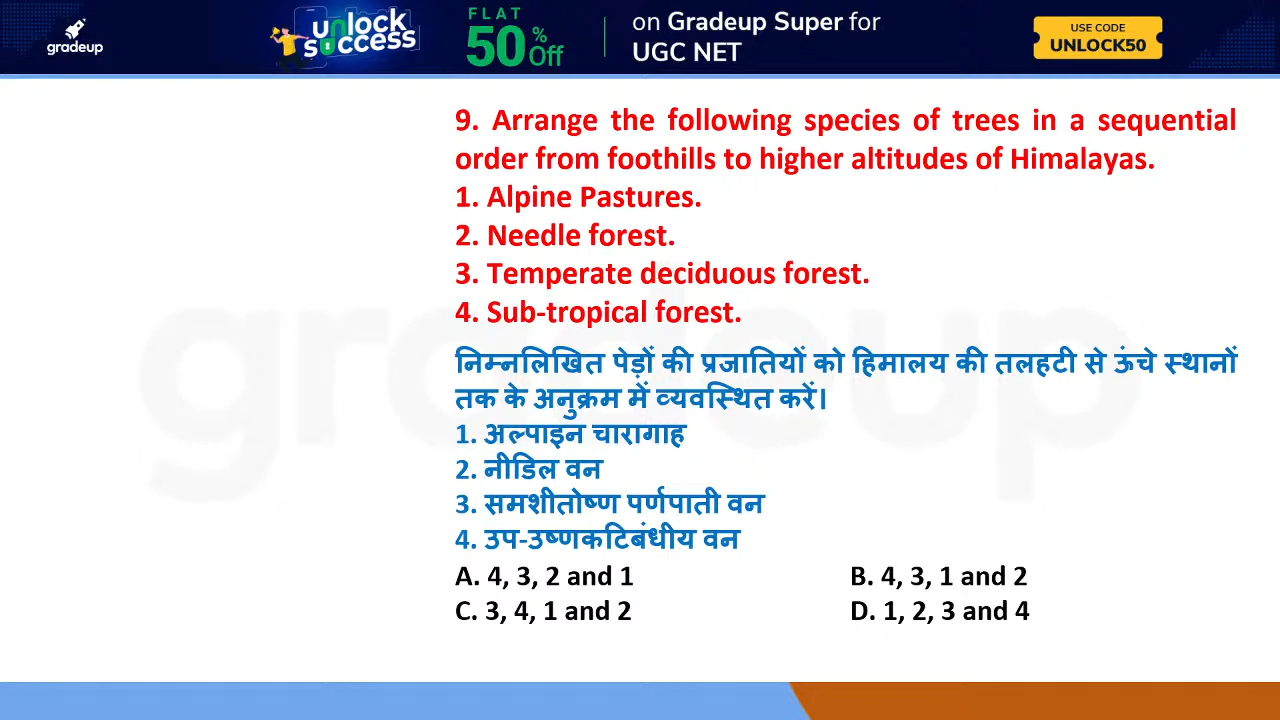 gradeup
unlock
success
FLAT
50% Off
on Gradeup Super for
UGC NET
USE CODE
UNLOCK50
9. Arrange the following species of trees in a sequential
order from foothills to higher altitudes of Himalayas.
1. Alpine Pastures.
2. Needle forest.
3. Temperate deciduous forest.
4. Sub-tropical forest.
gradeup
निम्नलिखित पेड़ों की प्रजातियों को हिमालय की तलहटी से ऊंचे स्थानों
तक के अनुक्रम में व्यवस्थित करें।
1. अल्पाइन चारागाह
2. नीडिल वन
3. समशीतोष्ण पर्णपाती वन
4. उप-उष्णकटिबंधीय वन
A. 4, 3, 2 and 1 B. 4, 3, 1 and 2
C. 3, 4, 1 and 2 D. 1, 2, 3 and 4